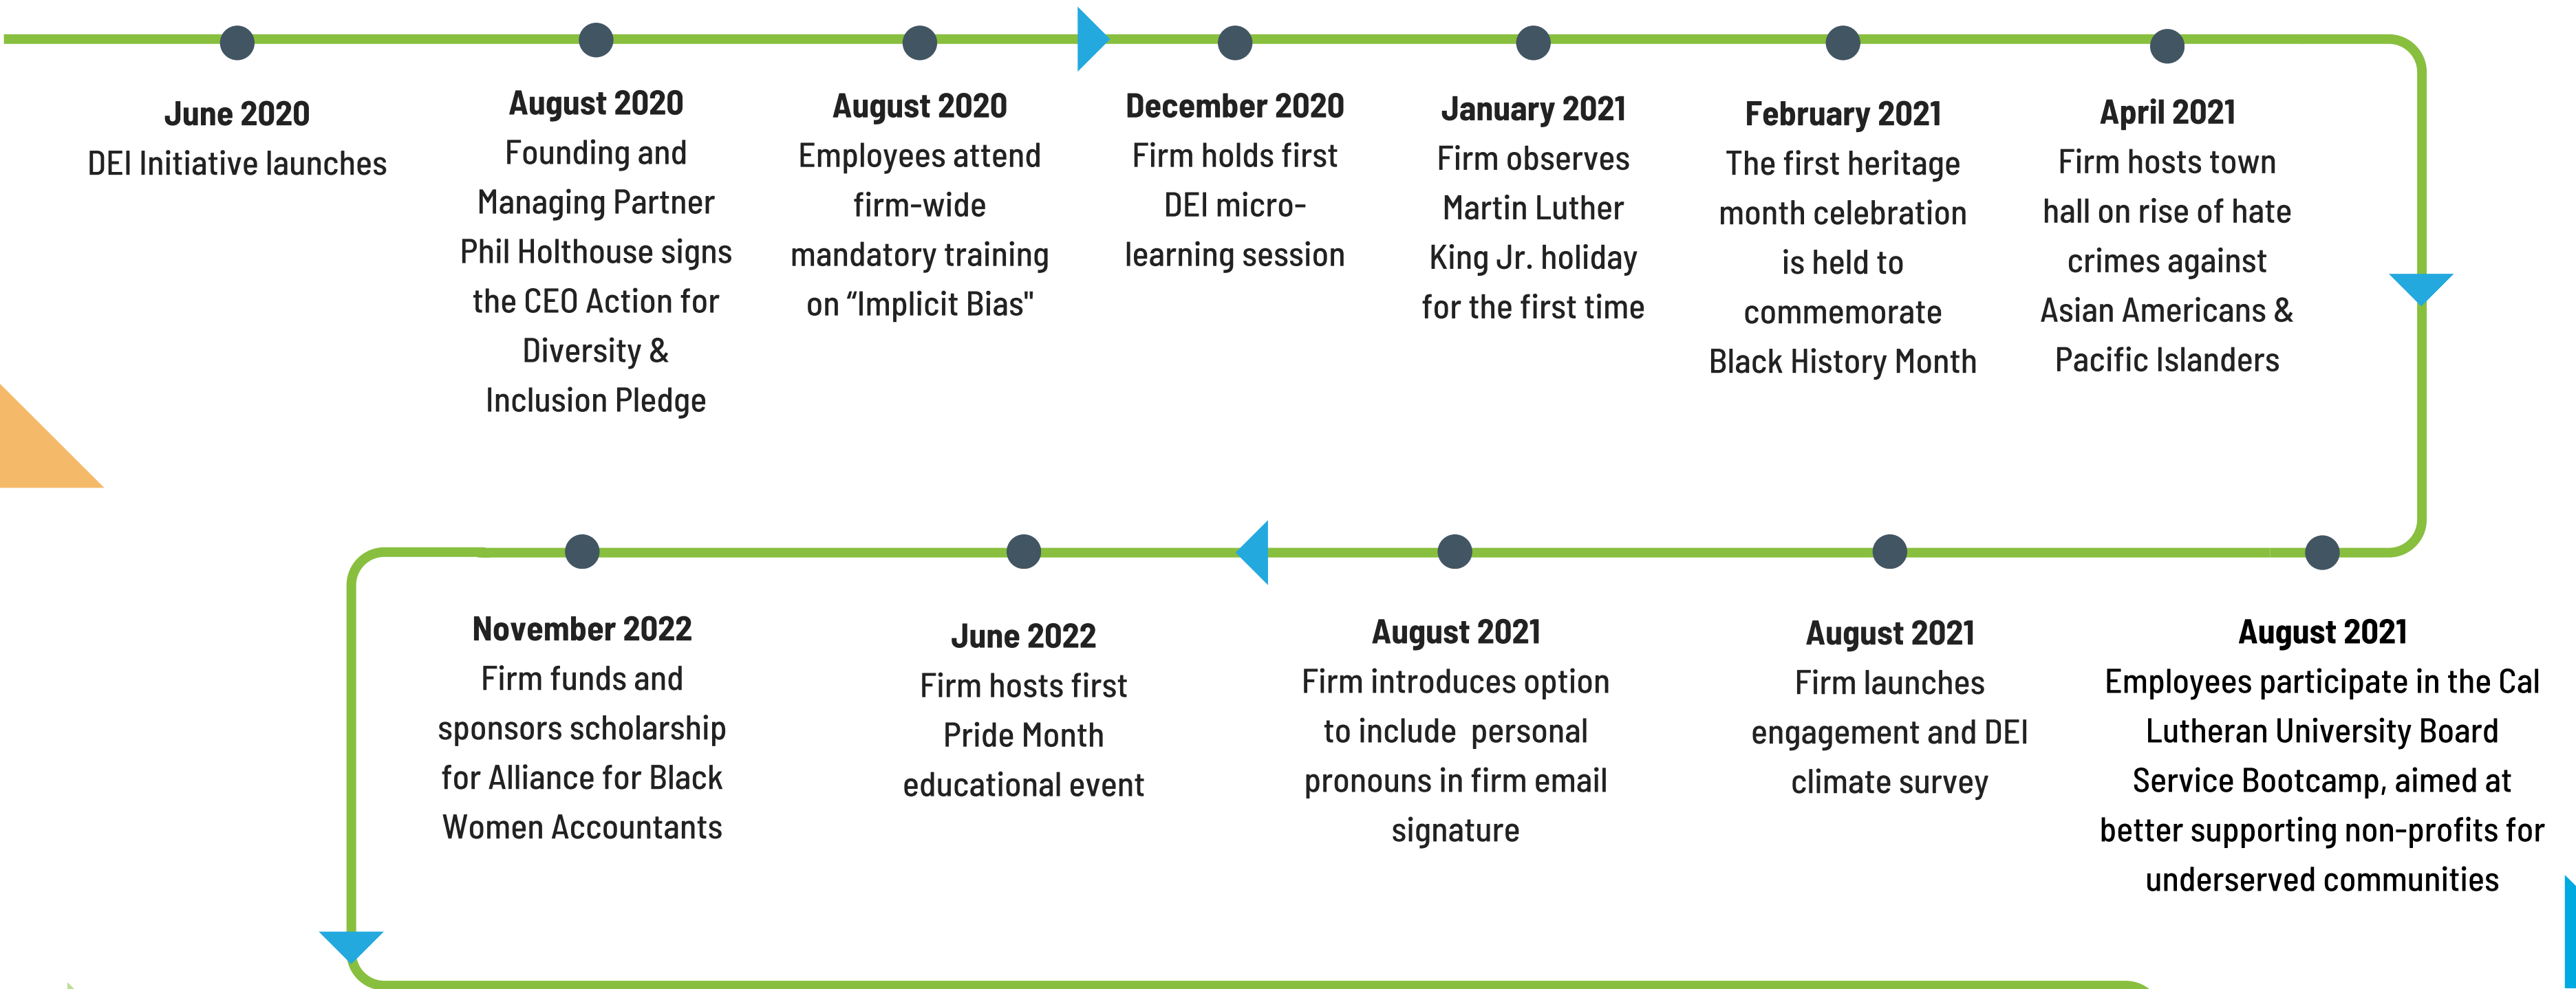 June 2020
DEI Initiative launches
August 2020
Founding and
Managing Partner
Phil Holthouse signs
the CEO Action for
Diversity &
Inclusion Pledge
August 2020
Employees attend
firm-wide
mandatory training
on “Implicit Bias"
December 2020
Firm holds first
DEI micro-
learning session
January 2021
Firm observes
Martin Luther
King Jr. holiday
for the first time
February 2021
The first heritage
month celebration
is held to
commemorate
Black History Month
April 2021
Firm hosts town
hall on rise of hate
crimes against
Asian Americans &
Pacific Islanders
August 2021
Employees participate in the Cal
Lutheran University Board
Service Bootcamp, aimed at
better supporting non-profits for
underserved communities
August 2021
Firm launches
engagement and DEI
climate survey
August 2021
Firm introduces option
to include  personal
pronouns in firm email
signature
June 2022
Firm hosts first
Pride Month
educational event
November 2022
Firm funds and
sponsors scholarship
for Alliance for Black
Women Accountants